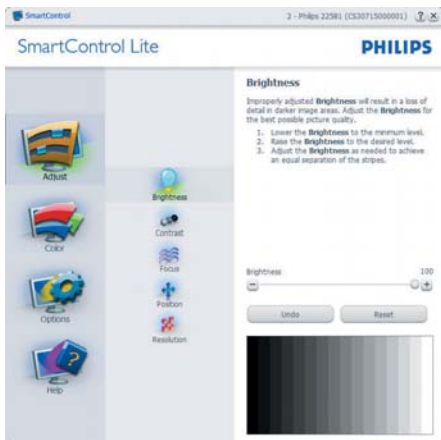 SmartControl
2 - Philips 225B1 (CS30715000001)
SmartControl Lite
PHILIPS
Adjust
Color
Options
Help
Brightness
Contrast
Focus
Position
Resolution
Brightness
Improperly adjusted Brightness will result in a loss of
detail in darker image areas. Adjust the Brightness for
the best possible picture quality.
1. Lower the Brightness to the minimum level.
2. Raise the Brightness to the desired level.
3. Adjust the Brightness as needed to achieve
an equal separation of the stripes.
Brightness 100
Undo Reset